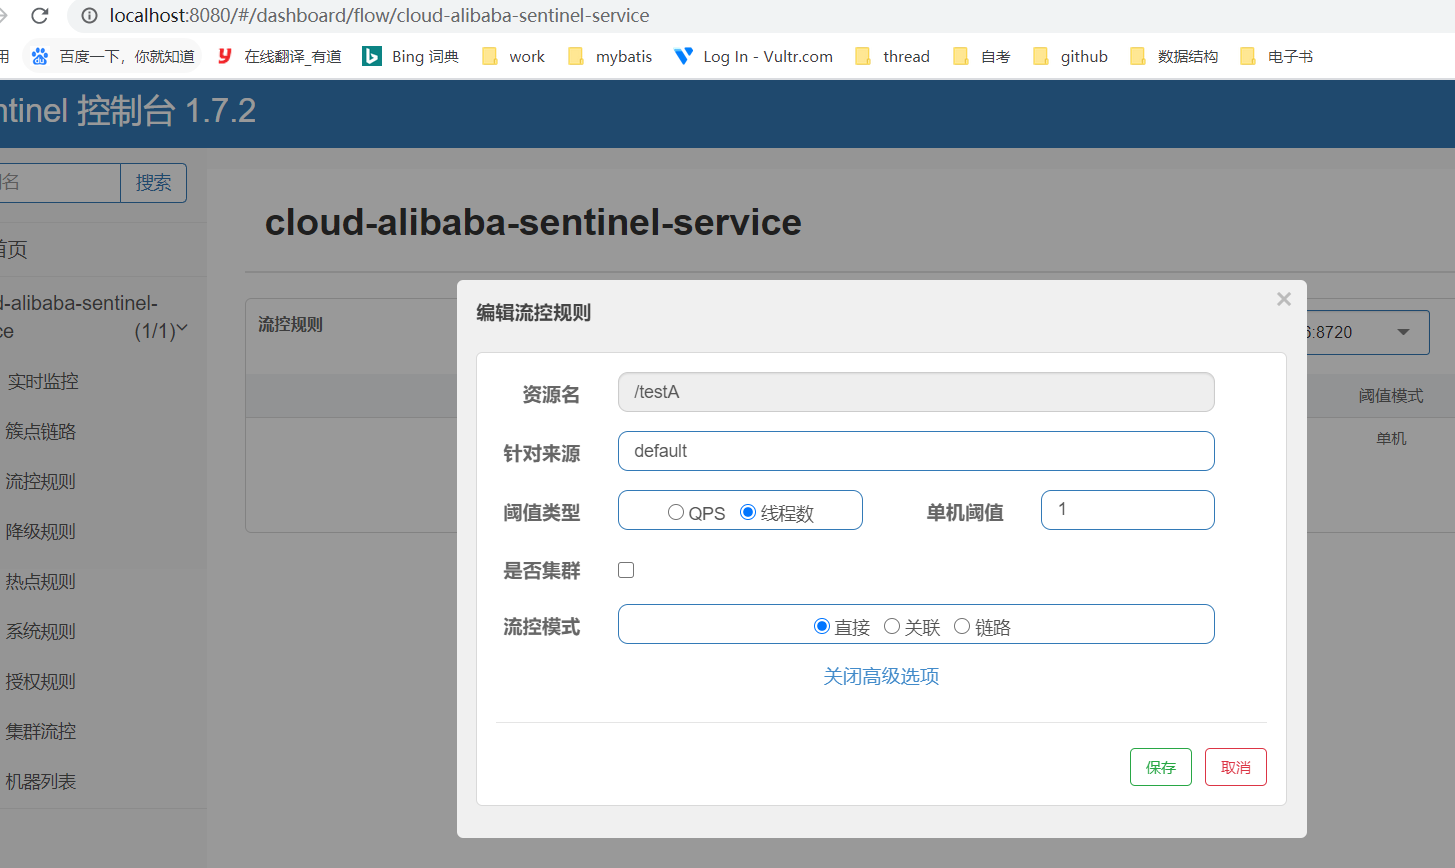 localhost:8080/#/dashboard/flow/cloud-alibaba-sentinel-service
用 百度一下，你就知道 在线翻译_有道 Bing 词典 work mybatis Log In - Vultr.com thread 自考 github 数据结构 电子书
ntinel 控制台 1.7.2
名 搜索
首页
d-alibaba-sentinel-
ce (1/1)
实时监控
簇点链路
流控规则
降级规则
热点规则
系统规则
授权规则
集群流控
机器列表
cloud-alibaba-sentinel-service
流控规则
6:8720
阈值模式
单机
编辑流控规则
×
资源名 /testA
针对来源 default
阈值类型 QPS 线程数 单机阈值 1
是否集群
流控模式 直接 关联 链路
关闭高级选项
保存 取消